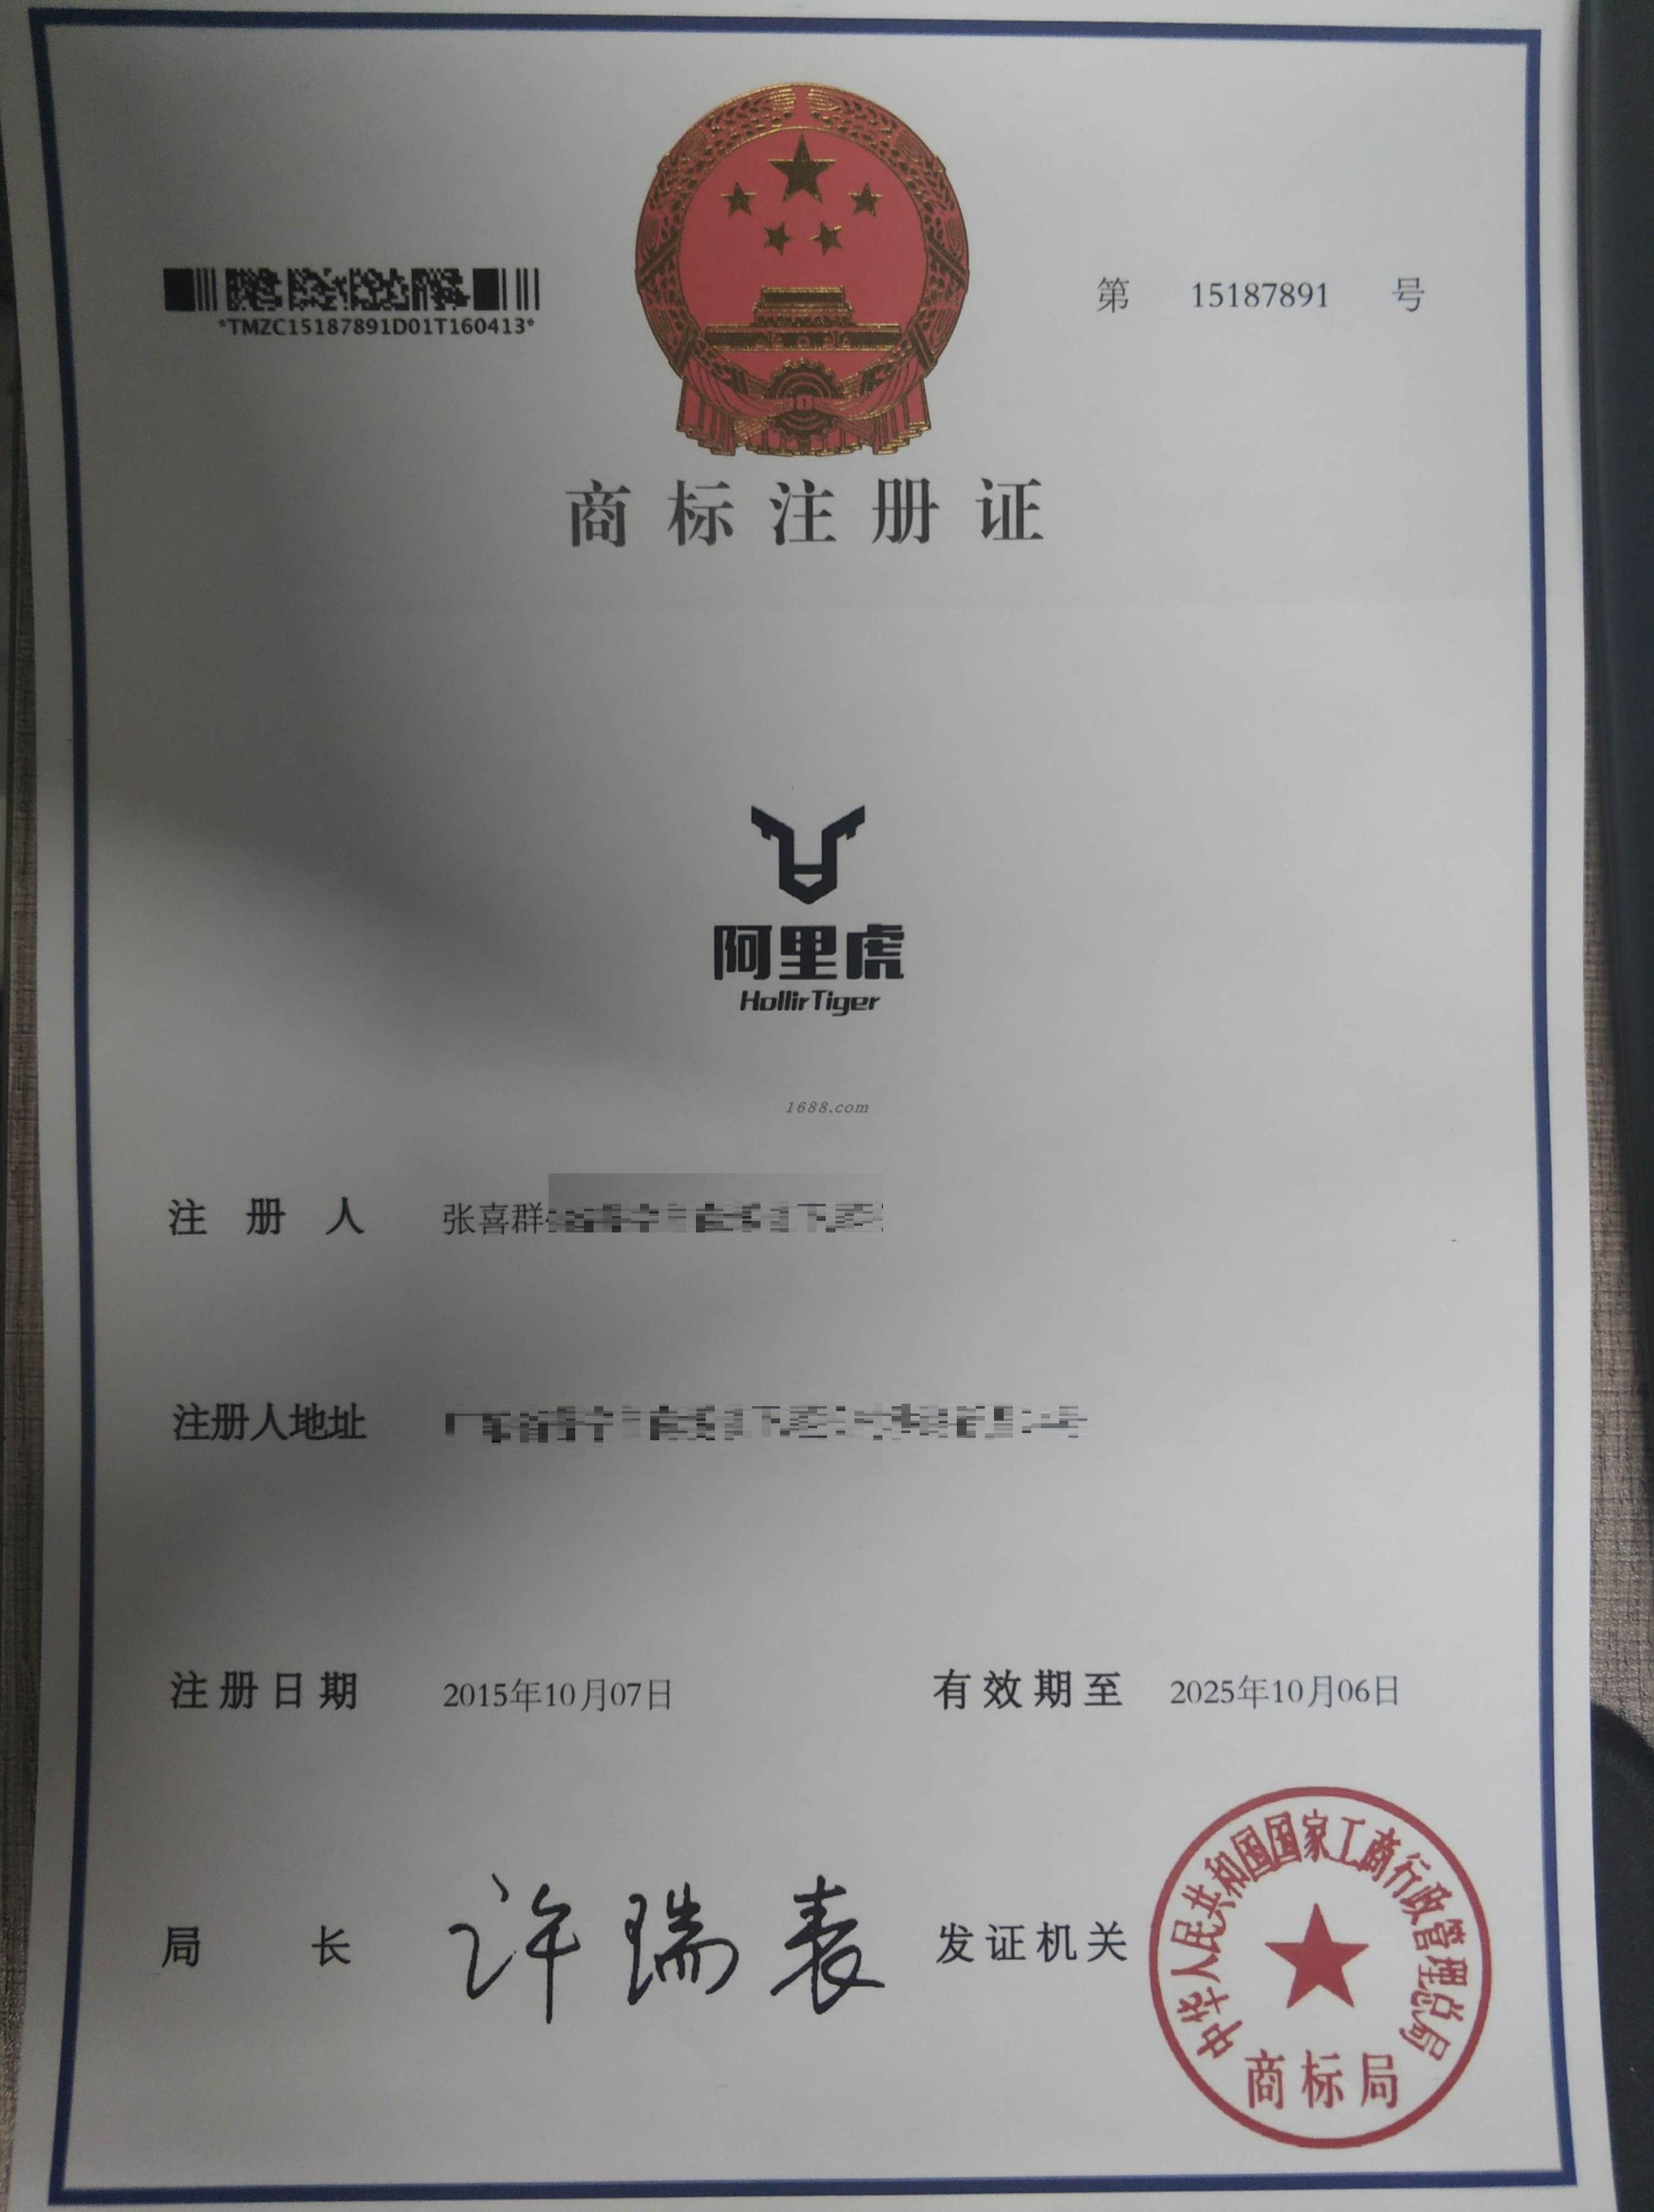 *TMZC15187891D01T160413*
第 15187891 号
商标注册证
阿里虎
HollirTiger
1688.com
注册人 张喜群
注册人地址
注册日期 2015年10月07日 有效期至 2025年10月06日
局长 许瑞表 发证机关
中华人民共和国国家工商行政管理总局
商标局